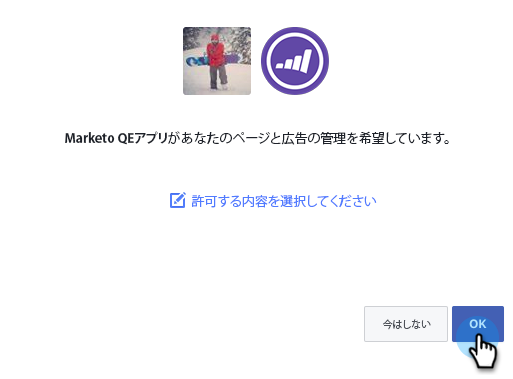 Marketo QEアプリがあなたのページと広告の管理を希望しています。
許可する内容を選択してください
今はしない
OK